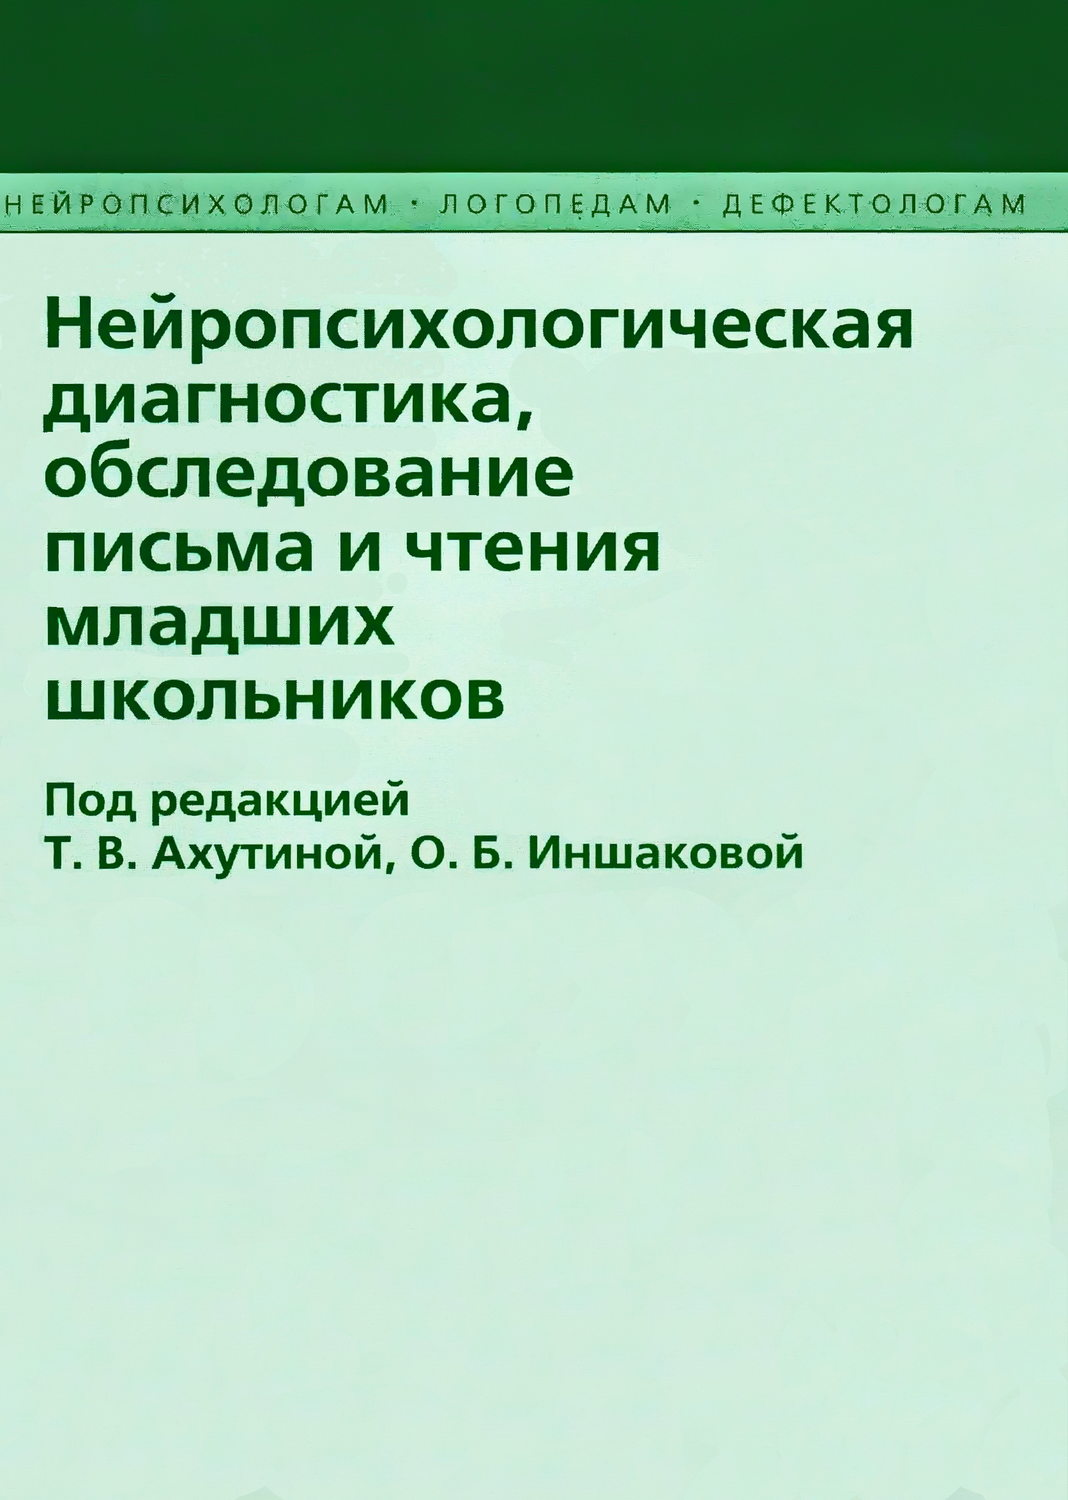 НЕЙРОПСИХОЛОГАМ · ЛОГОПЕДАМ · ДЕФЕКТОЛОГАМ
Нейропсихологическая
диагностика,
обследование
письма и чтения
младших
школьников
Под редакцией
Т. В. Ахутиной, О. Б. Иншаковой